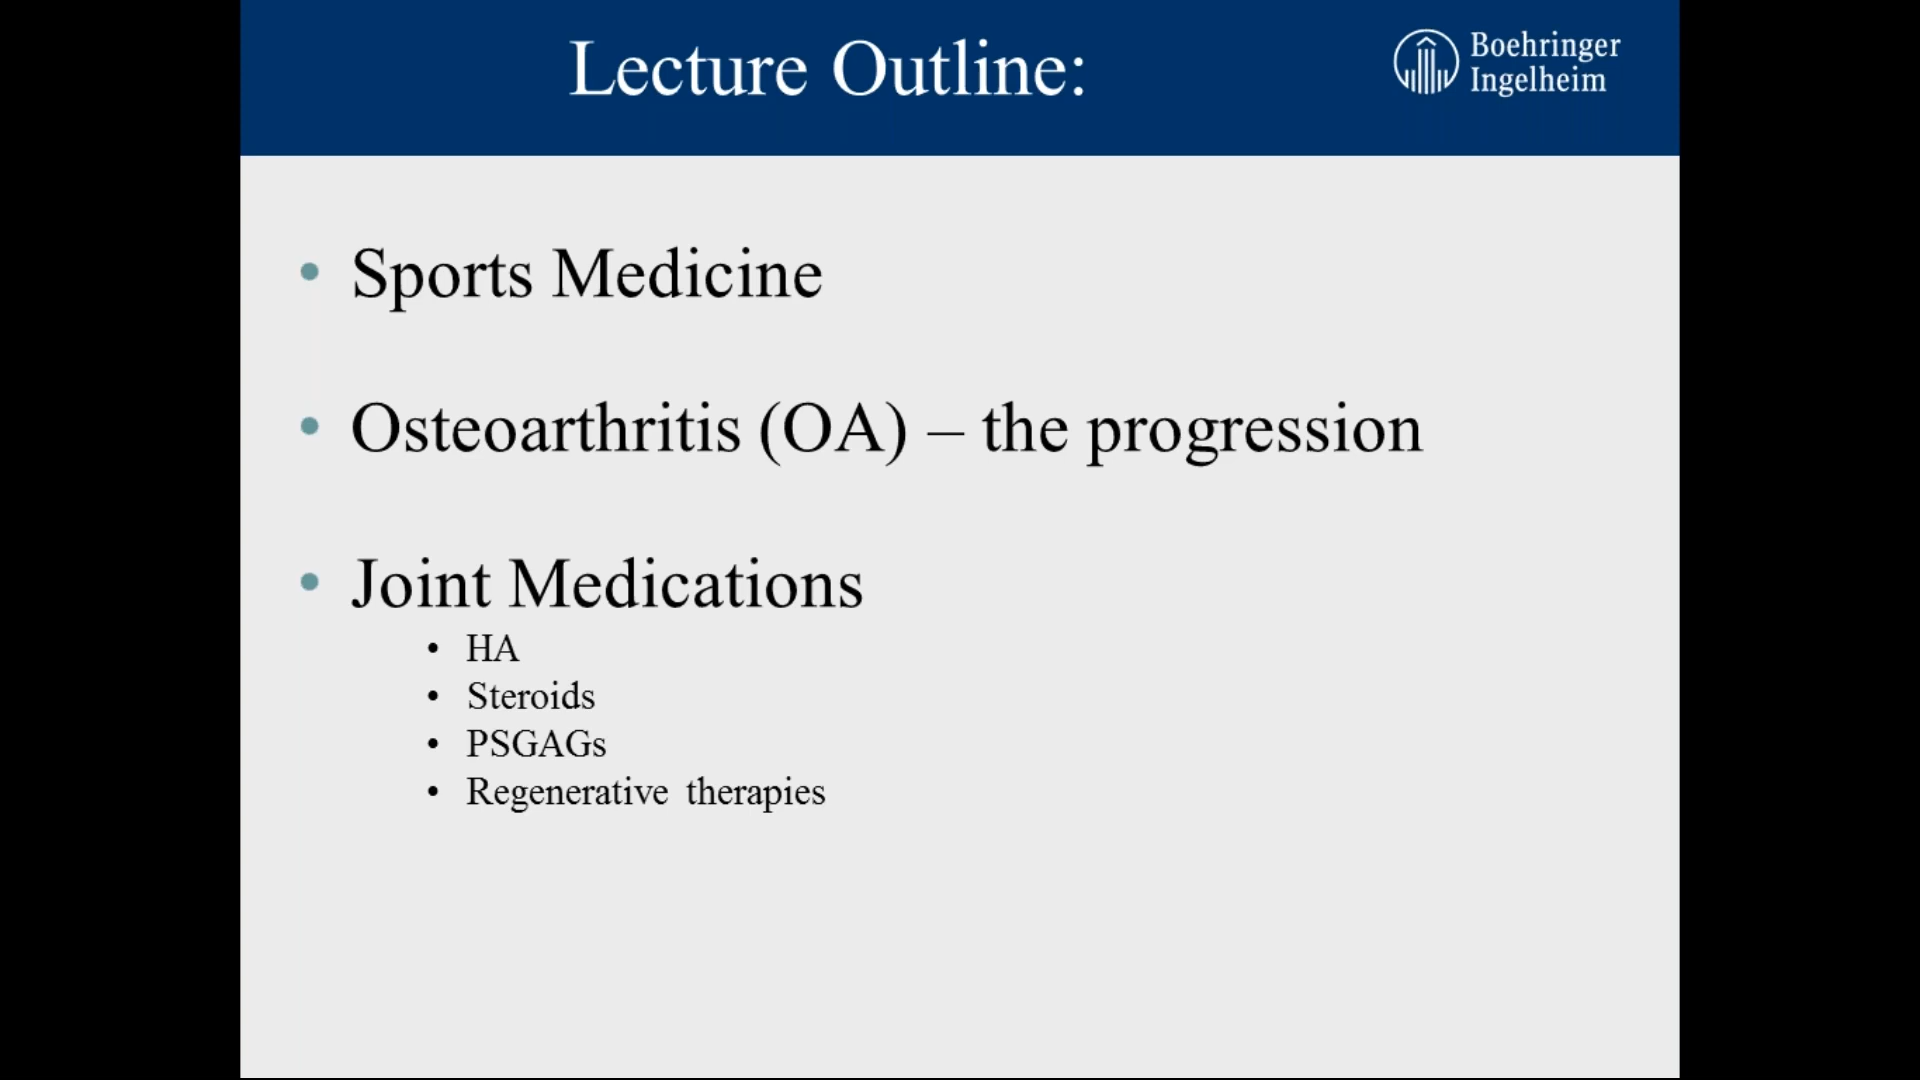 Lecture Outline:
Boehringer
Ingelheim
• Sports Medicine
• Osteoarthritis (OA) – the progression
• Joint Medications
• HA
• Steroids
• PSGAGs
• Regenerative therapies